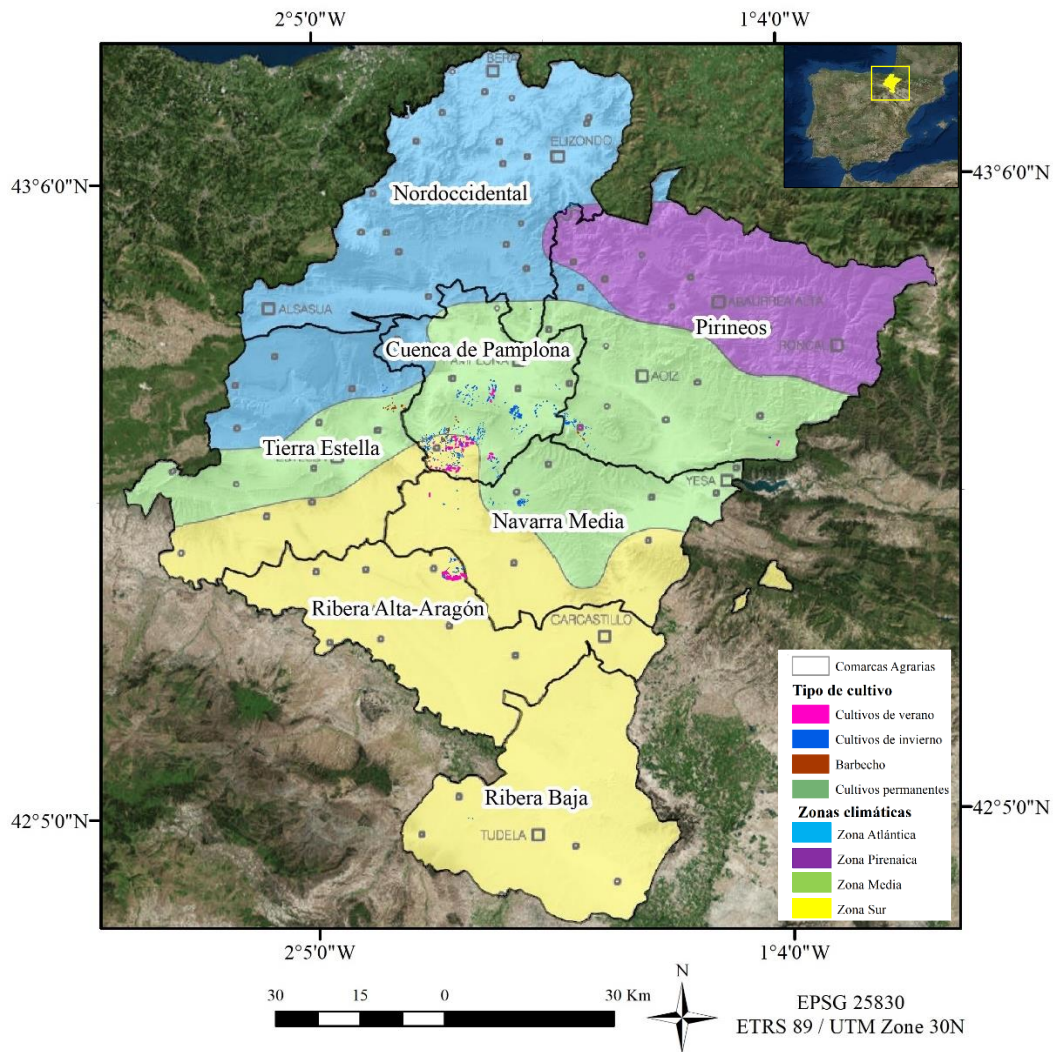 2°5'0"W
1°4'0"W
BERA
ELIZONDO
43°6'0"N
43°6'0"N
Nordoccidental
ALSASUA
ABAURREA ALTA
Pirineos
RONCAL
Cuenca de Pamplona
AOIZ
Tierra Estella
YESA
Navarra Media
Ribera Alta-Aragón
CARCASTILLO
Comarcas Agrarias
Tipo de cultivo
Cultivos de verano
Cultivos de invierno
Barbecho
Cultivos permanentes
Zonas climáticas
Zona Atlántica
Zona Pirenaica
Zona Media
Zona Sur
Ribera Baja
42°5'0"N
42°5'0"N
TUDELA
2°5'0"W
1°4'0"W
30 15 0 30 Km
N
EPSG 25830
ETRS 89 / UTM Zone 30N